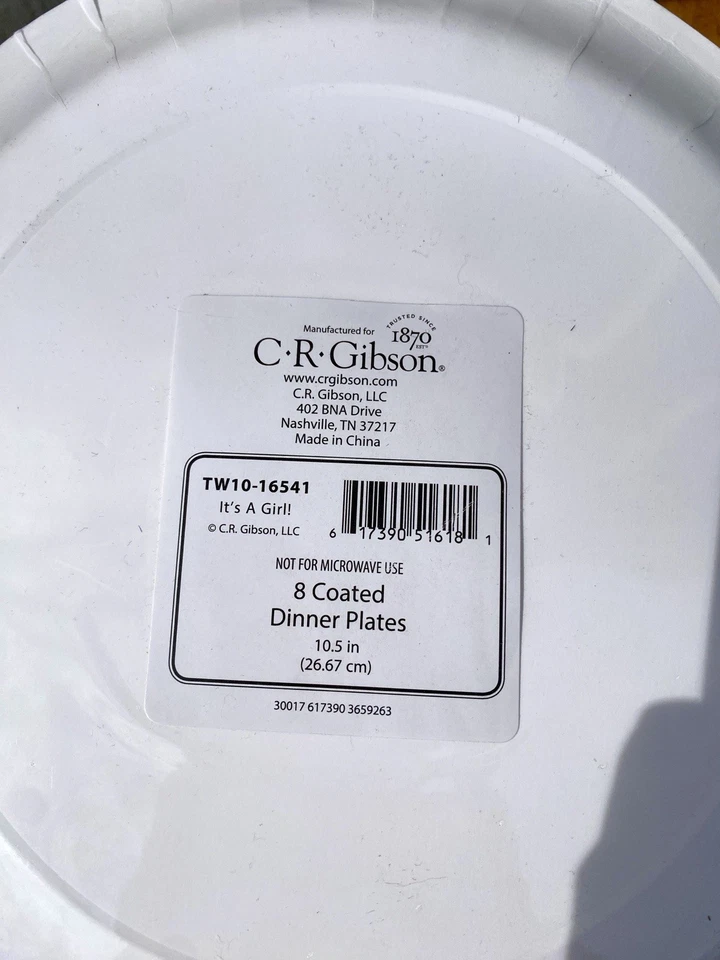 Manufactured for
TRUSTED SINCE
1870
EST
C·R·Gibson®
www.crgibson.com
C.R. Gibson, LLC
402 BNA Drive
Nashville, TN 37217
Made in China
TW10-16541
It's A Girl!
© C.R. Gibson, LLC
6 17390 51618 1
NOT FOR MICROWAVE USE
8 Coated
Dinner Plates
10.5 in
(26.67 cm)
30017 617390 3659263